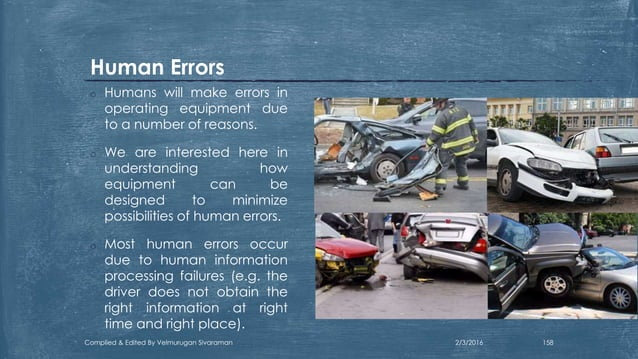 Human Errors
Humans will make errors in
operating equipment due
to a number of reasons.
We are interested here in
understanding how
equipment can be
designed to minimize
possibilities of human errors.
Most human errors occur
due to human information
processing failures (e.g. the
driver does not obtain the
right information at right
time and right place).
Complied & Edited By Velmurugan Sivaraman 2/3/2016 158